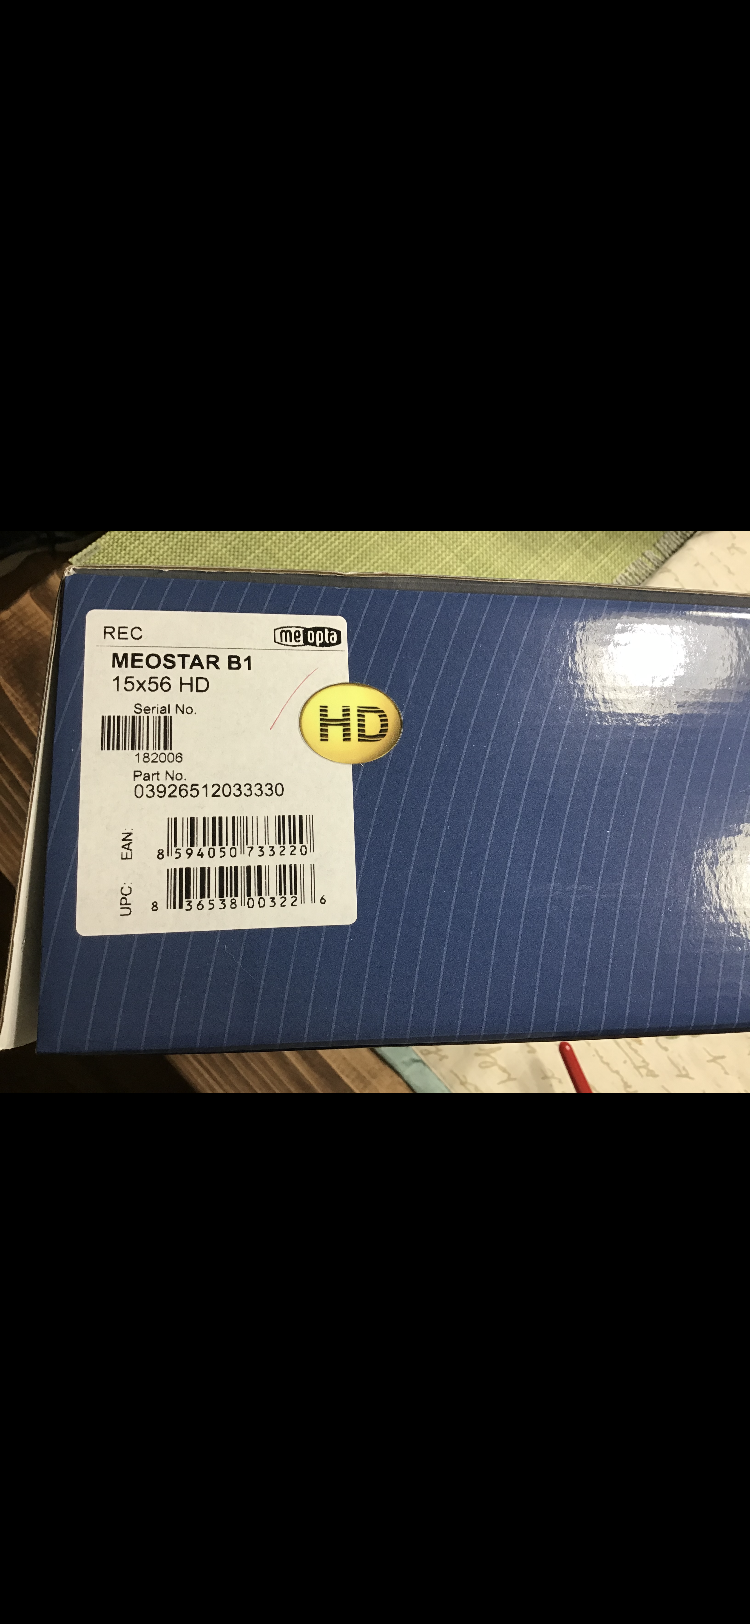 REC
meopta
MEOSTAR B1
15x56 HD
Serial No.
HD
182006
Part No.
03926512033330
EAN:
8 594050 733220
UPC:
8 36538 00322 6